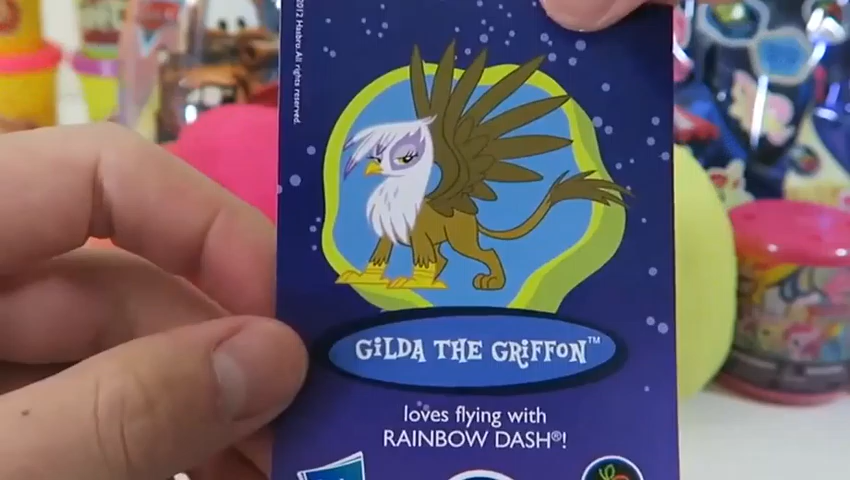 2012 Hasbro. All rights reserved.
GiLDA THE GRiFFON™
loves flying with
RAINBOW DASH®!